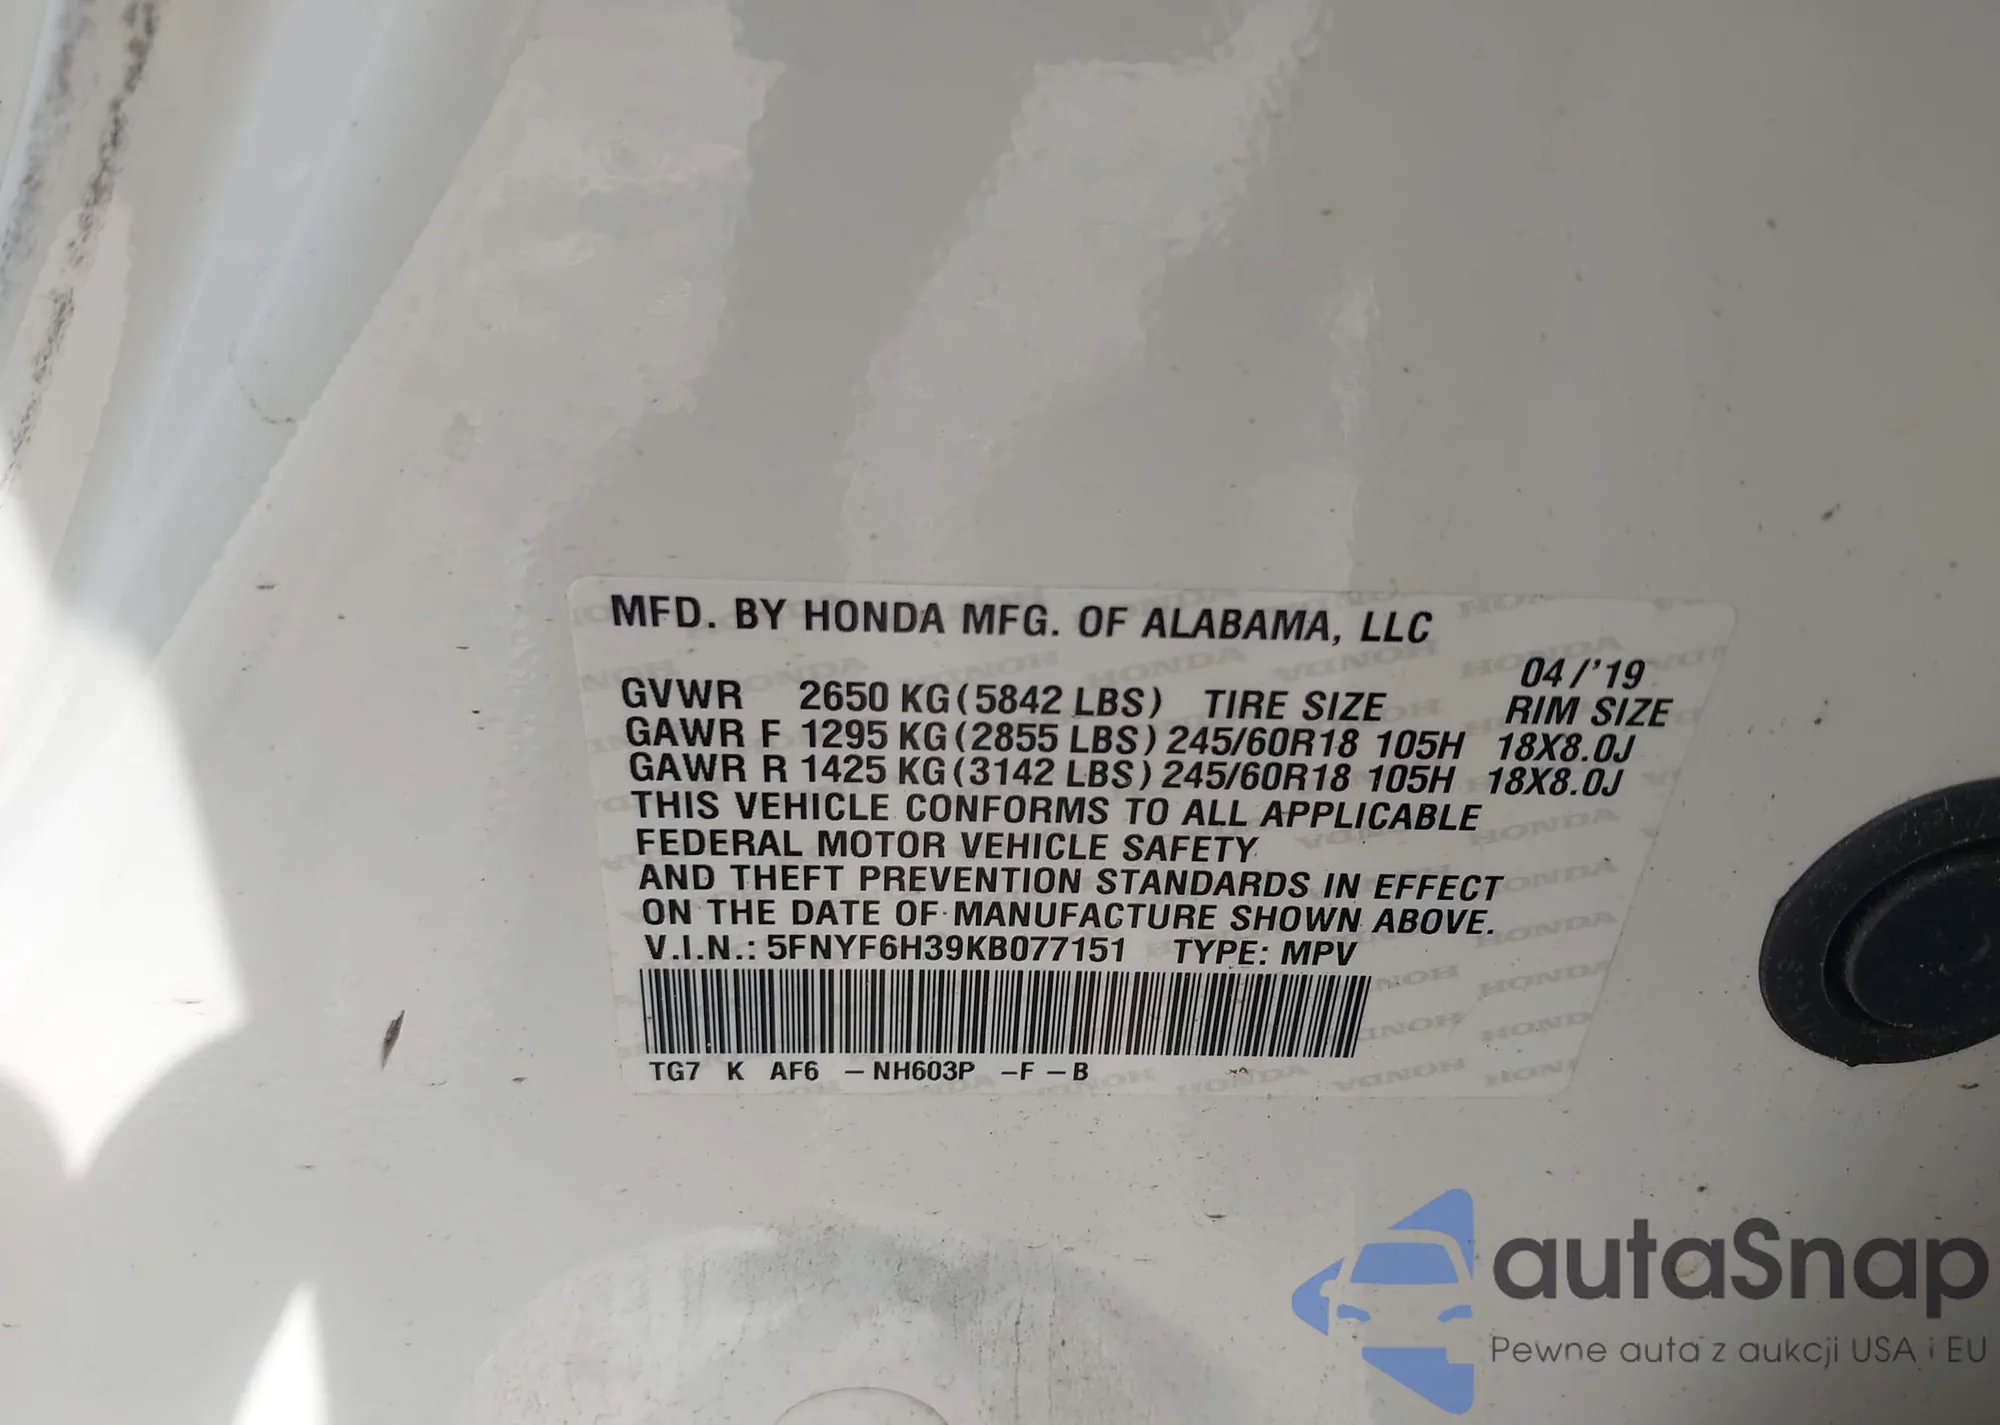 MFD. BY HONDA MFG. OF ALABAMA, LLC
04/'19
GVWR 2650 KG (5842 LBS) TIRE SIZE RIM SIZE
GAWR F 1295 KG (2855 LBS) 245/60R18 105H 18X8.0J
GAWR R 1425 KG (3142 LBS) 245/60R18 105H 18X8.0J
THIS VEHICLE CONFORMS TO ALL APPLICABLE
FEDERAL MOTOR VEHICLE SAFETY
AND THEFT PREVENTION STANDARDS IN EFFECT
ON THE DATE OF MANUFACTURE SHOWN ABOVE.
V.I.N.: 5FNYF6H39KB077151 TYPE: MPV
TG7 K AF6 –NH603P –F –B
autaSnap
Pewne auta z aukcji USA i EU